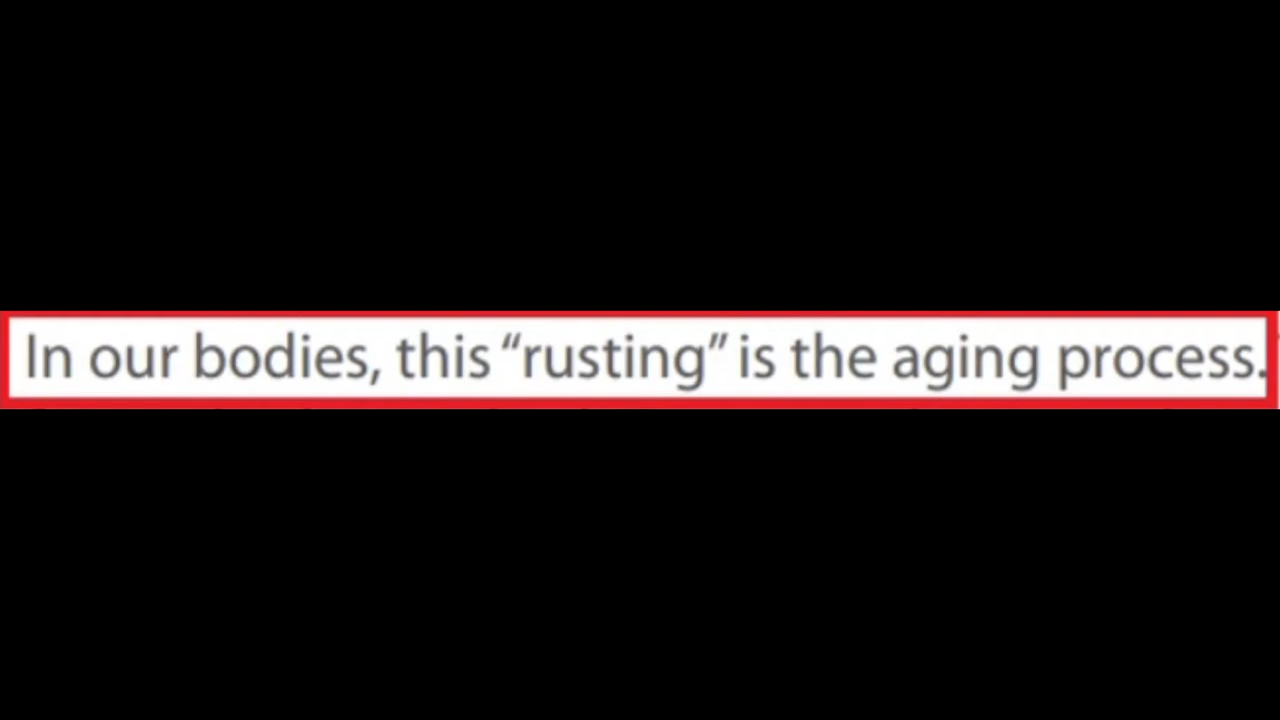 In our bodies, this “rusting” is the aging process.